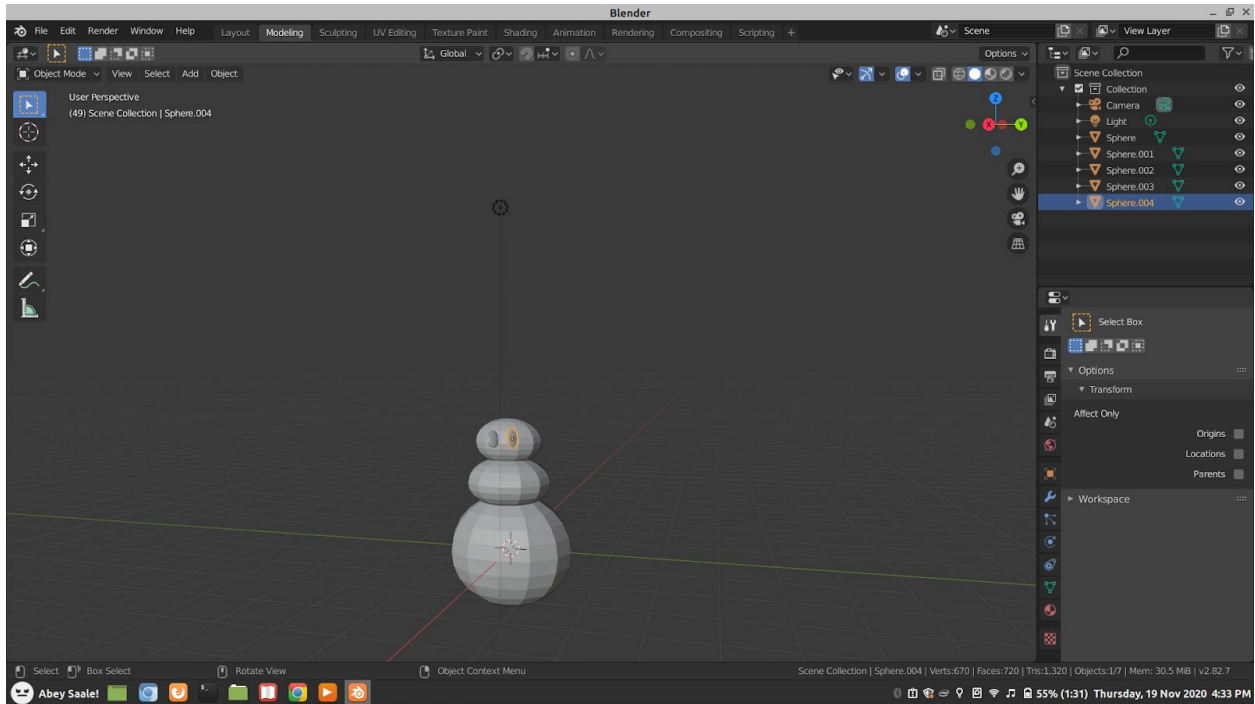 Blender
File Edit Render Window Help Layout Modeling Sculpting UV Editing Texture Paint Shading Animation Rendering Compositing Scripting + Scene View Layer
Global Options
Object Mode View Select Add Object
User Perspective
(49) Scene Collection | Sphere.004
Z
X Y
Scene Collection
Collection
Camera
Light
Sphere
Sphere.001
Sphere.002
Sphere.003
Sphere.004
Select Box
Options
Transform
Affect Only
Origins
Locations
Parents
Workspace
Select Box Select Rotate View Object Context Menu Scene Collection | Sphere.004 | Verts:670 | Faces:720 | Tris:1,320 | Objects:1/7 | Mem: 30.5 MiB | v2.82.7
Abey Saale! 55% (1:31) Thursday, 19 Nov 2020 4:33 PM